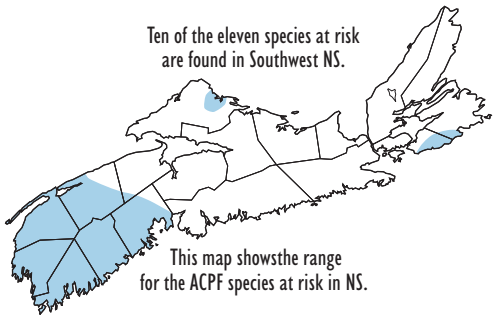 Ten of the eleven species at risk
are found in Southwest NS.
This map showsthe range
for the ACPF species at risk in NS.